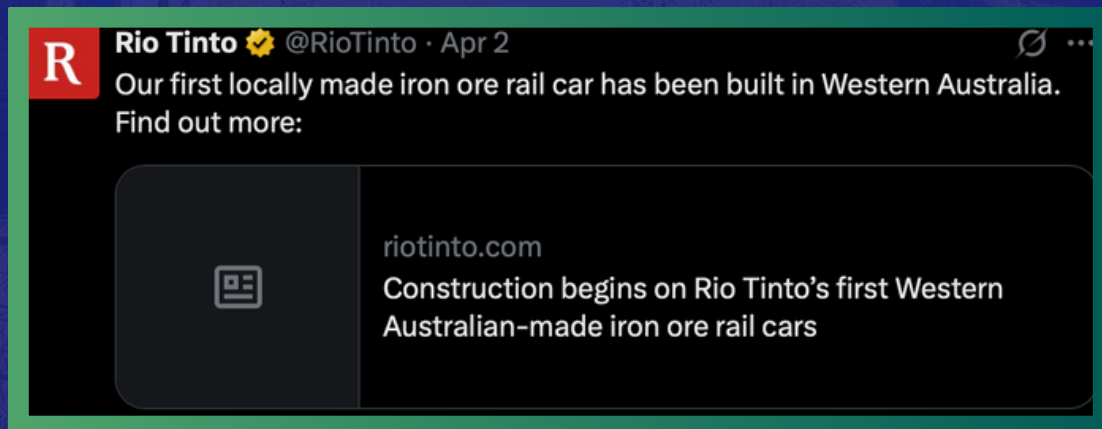 R
Rio Tinto @RioTinto · Apr 2
Our first locally made iron ore rail car has been built in Western Australia.
Find out more:
riotinto.com
Construction begins on Rio Tinto’s first Western
Australian-made iron ore rail cars